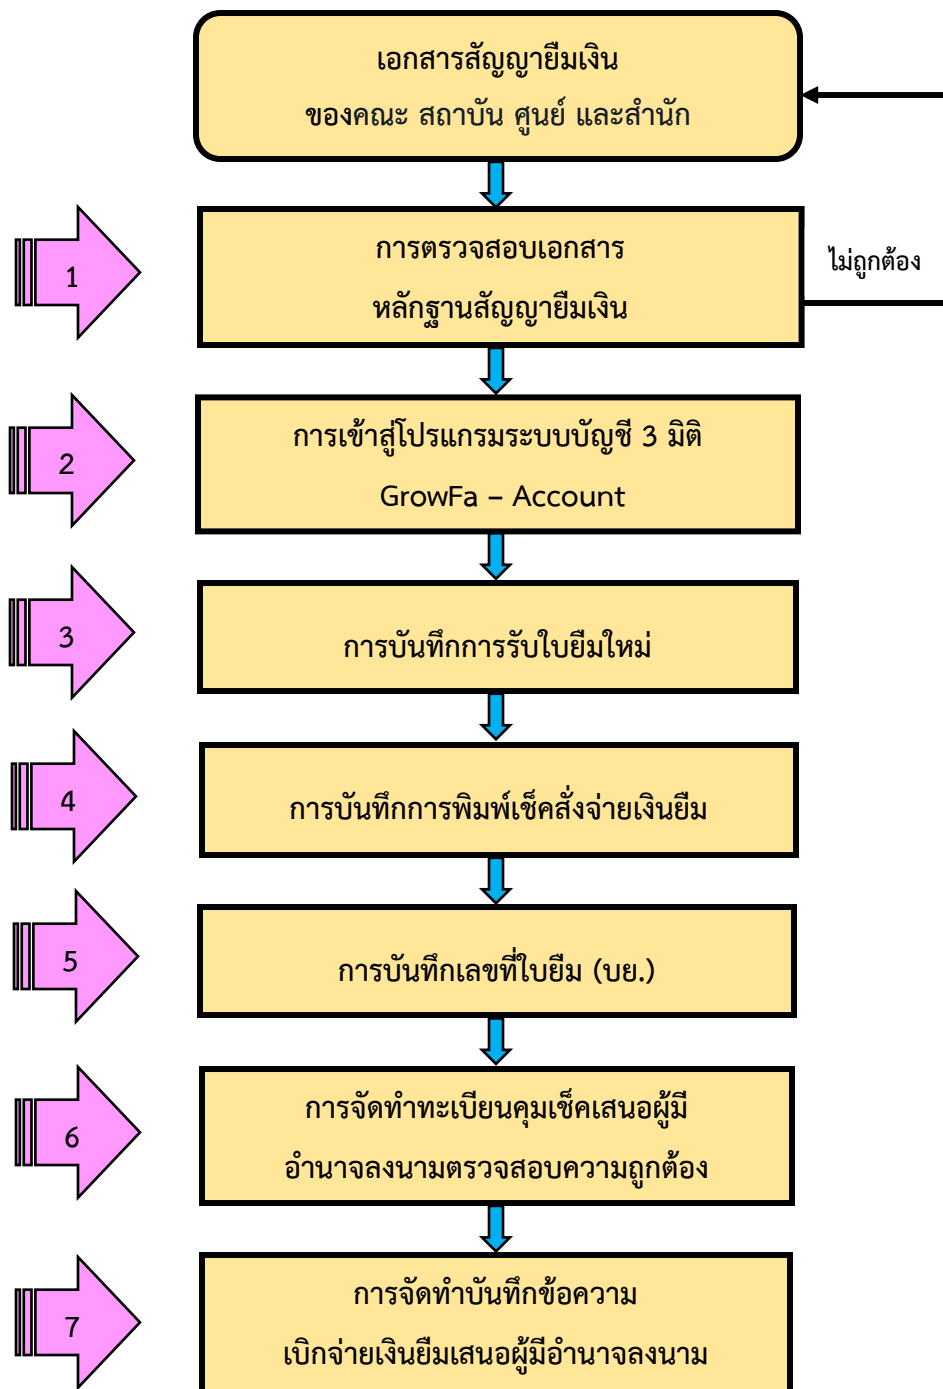 เอกสารสัญญายืมเงิน
ของคณะ สถาบัน ศูนย์ และสำนัก
1
การตรวจสอบเอกสาร
หลักฐานสัญญายืมเงิน
ไม่ถูกต้อง
2
การเข้าสู่โปรแกรมระบบบัญชี 3 มิติ
GrowFa – Account
3
การบันทึกการรับใบยืมใหม่
4
การบันทึกการพิมพ์เช็คสั่งจ่ายเงินยืม
5
การบันทึกเลขที่ใบยืม (บย.)
6
การจัดทำทะเบียนคุมเช็คเสนอผู้มี
อำนาจลงนามตรวจสอบความถูกต้อง
7
การจัดทำบันทึกข้อความ
เบิกจ่ายเงินยืมเสนอผู้มีอำนาจลงนาม